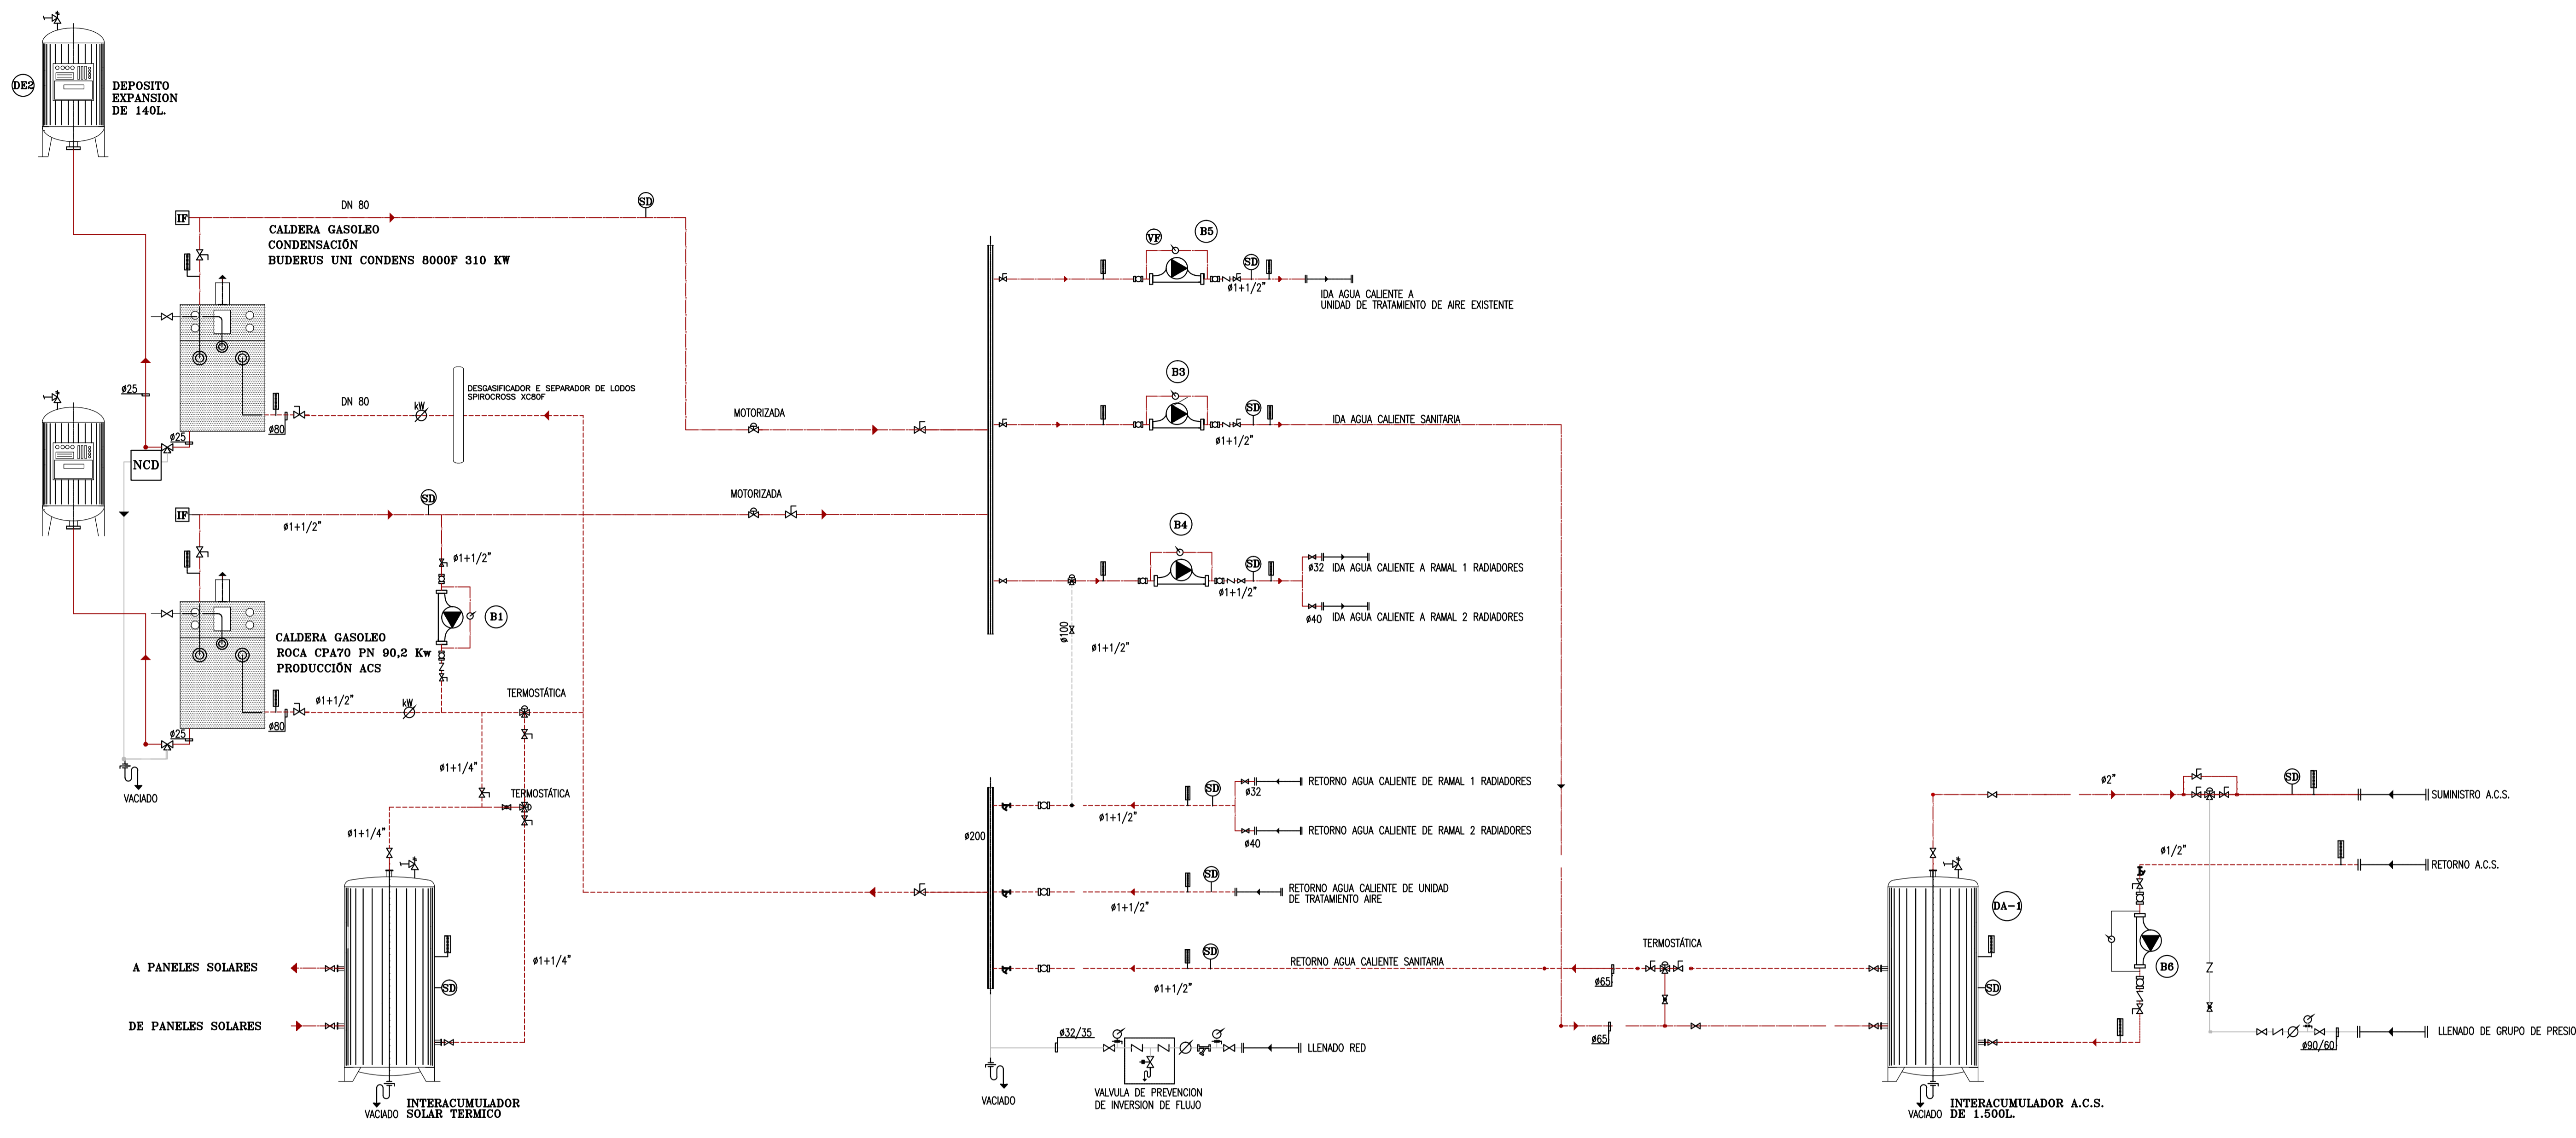 DE2
DEPOSITO
EXPANSION
DE 140L.
DN 80
SD
IF
CALDERA GASOLEO
CONDENSACIÓN
BUDERUS UNI CONDENS 8000F 310 KW
VF
B5
SD
ø1+1/2"
IDA AGUA CALIENTE A
UNIDAD DE TRATAMIENTO DE AIRE EXISTENTE
ø25
DN 80
kW
DESGASIFICADOR E SEPARADOR DE LODOS
SPIROCROSS XC80F
MOTORIZADA
B3
SD
IDA AGUA CALIENTE SANITARIA
ø1+1/2"
ø80
ø25
NCD
IF
ø1+1/2"
SD
MOTORIZADA
B4
SD
ø1+1/2"
ø1+1/2"
ø32 IDA AGUA CALIENTE A RAMAL 1 RADIADORES
ø40 IDA AGUA CALIENTE A RAMAL 2 RADIADORES
B1
CALDERA GASOLEO
ROCA CPA70 PN 90,2 Kw
PRODUCCIÓN ACS
ø100
ø1+1/2"
ø1+1/2"
kW
TERMOSTÁTICA
ø80
ø25
VACIADO
ø1+1/4"
TERMOSTÁTICA
ø1+1/4"
ø200
SD
RETORNO AGUA CALIENTE DE RAMAL 1 RADIADORES
ø32
ø1+1/2"
RETORNO AGUA CALIENTE DE RAMAL 2 RADIADORES
ø40
SD
RETORNO AGUA CALIENTE DE UNIDAD
DE TRATAMIENTO AIRE
ø1+1/2"
SD
RETORNO AGUA CALIENTE SANITARIA
ø1+1/2"
ø2"
SD
SUMINISTRO A.C.S.
ø1/2"
RETORNO A.C.S.
DA-1
TERMOSTÁTICA
B6
ø65
SD
ø65
A PANELES SOLARES
ø1+1/4"
SD
DE PANELES SOLARES
ø32/35
LLENADO RED
LLENADO DE GRUPO DE PRESIO
ø90/60
VALVULA DE PREVENCION
DE INVERSION DE FLUJO
VACIADO
VACIADO
INTERACUMULADOR
SOLAR TERMICO
VACIADO
INTERACUMULADOR A.C.S.
DE 1.500L.